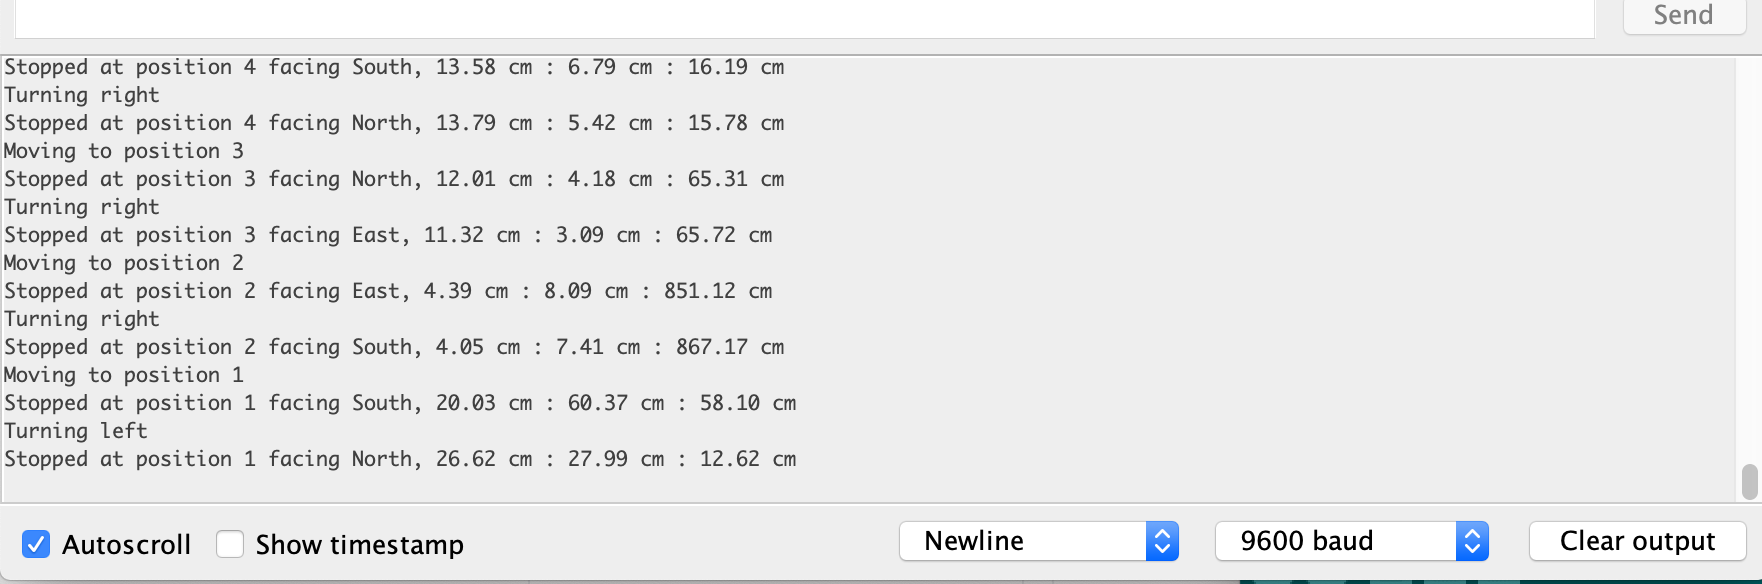 Send
Stopped at position 4 facing South, 13.58 cm : 6.79 cm : 16.19 cm
Turning right
Stopped at position 4 facing North, 13.79 cm : 5.42 cm : 15.78 cm
Moving to position 3
Stopped at position 3 facing North, 12.01 cm : 4.18 cm : 65.31 cm
Turning right
Stopped at position 3 facing East, 11.32 cm : 3.09 cm : 65.72 cm
Moving to position 2
Stopped at position 2 facing East, 4.39 cm : 8.09 cm : 851.12 cm
Turning right
Stopped at position 2 facing South, 4.05 cm : 7.41 cm : 867.17 cm
Moving to position 1
Stopped at position 1 facing South, 20.03 cm : 60.37 cm : 58.10 cm
Turning left
Stopped at position 1 facing North, 26.62 cm : 27.99 cm : 12.62 cm
Autoscroll Show timestamp Newline 9600 baud Clear output